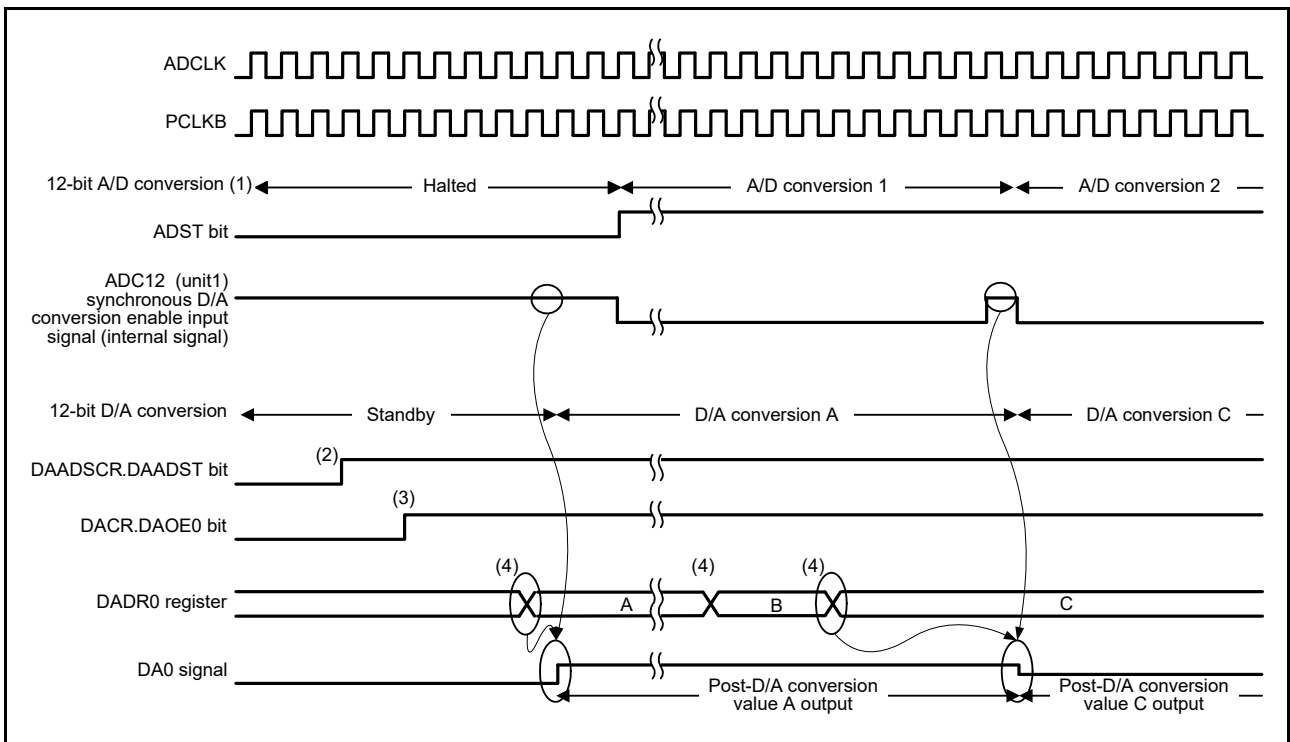 ADCLK
PCLKB
12-bit A/D conversion (1)
Halted
A/D conversion 1
A/D conversion 2
ADST bit
ADC12 (unit1)
synchronous D/A
conversion enable input
signal (internal signal)
12-bit D/A conversion
Standby
D/A conversion A
D/A conversion C
(2)
DAADSCR.DAADST bit
(3)
DACR.DAOE0 bit
(4)
(4)
(4)
DADR0 register
A
B
C
DA0 signal
Post-D/A conversion
value A output
Post-D/A conversion
value C output